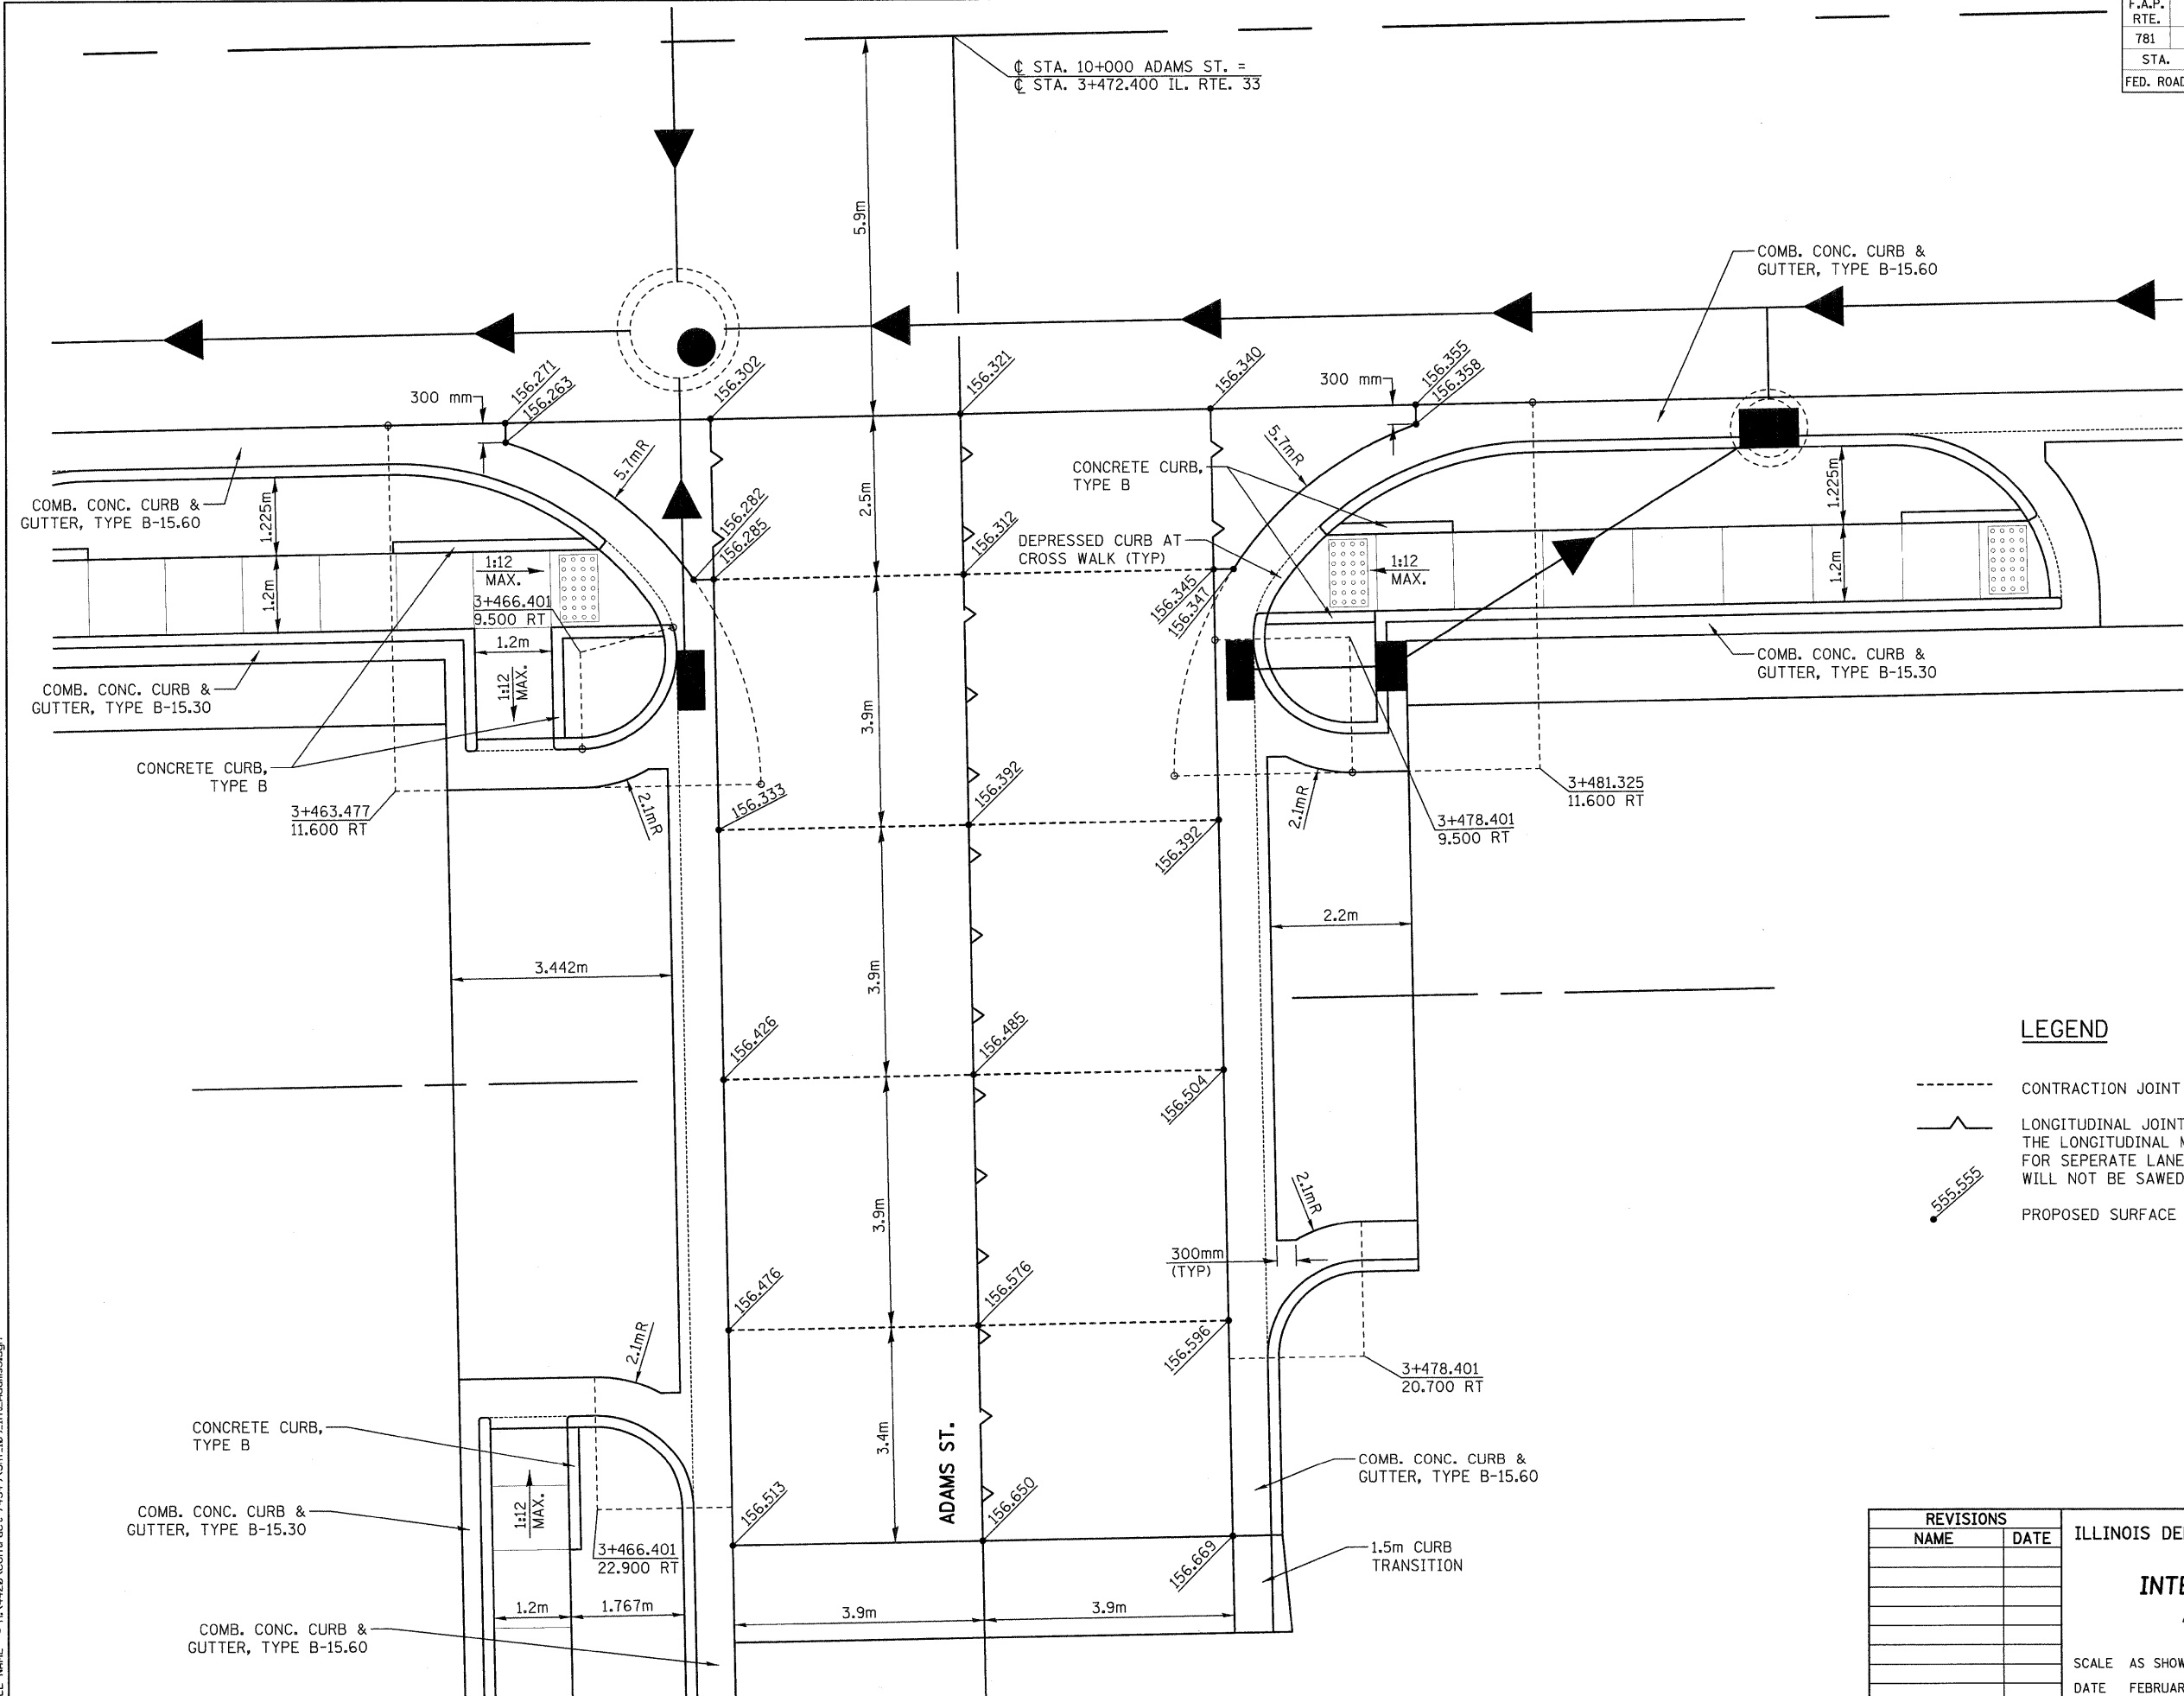 F.A.P.
RTE.
781
STA.
FED. ROAD
℄ STA. 10+000 ADAMS ST. =
℄ STA. 3+472.400 IL. RTE. 33
5.9m
COMB. CONC. CURB &
GUTTER, TYPE B-15.60
300 mm
156.271
156.263
156.302
156.321
156.340
300 mm
156.355
156.358
5.7mR
5.7mR
COMB. CONC. CURB &
GUTTER, TYPE B-15.60
1.225m
2.5m
CONCRETE CURB,
TYPE B
1.225m
156.282
156.285
156.312
DEPRESSED CURB AT
CROSS WALK (TYP)
1:12
MAX.
1:12
MAX.
1.2m
1.2m
3+466.401
9.500 RT
156.345
156.347
1.2m
1:12
MAX.
COMB. CONC. CURB &
GUTTER, TYPE B-15.30
COMB. CONC. CURB &
GUTTER, TYPE B-15.30
3.9m
CONCRETE CURB,
TYPE B
3+463.477
11.600 RT
2.1mR
156.333
156.392
156.392
2.1mR
3+481.325
11.600 RT
3+478.401
9.500 RT
2.2m
3.442m
3.9m
156.426
156.485
156.504
LEGEND
CONTRACTION JOINT
LONGITUDINAL JOINT
THE LONGITUDINAL
FOR SEPERATE LANE
WILL NOT BE SAWED
555.555
PROPOSED SURFACE
3.9m
2.1mR
300mm
(TYP)
156.476
156.576
156.596
2.1mR
3+478.401
20.700 RT
CONCRETE CURB,
TYPE B
3.4m
ADAMS ST.
COMB. CONC. CURB &
GUTTER, TYPE B-15.60
COMB. CONC. CURB &
GUTTER, TYPE B-15.30
1:12
MAX.
156.513
156.650
156.669
3+466.401
22.900 RT
1.5m CURB
TRANSITION
1.2m
1.767m
3.9m
3.9m
COMB. CONC. CURB &
GUTTER, TYPE B-15.60
REVISIONS
NAME
DATE
ILLINOIS
SCALE AS
DATE